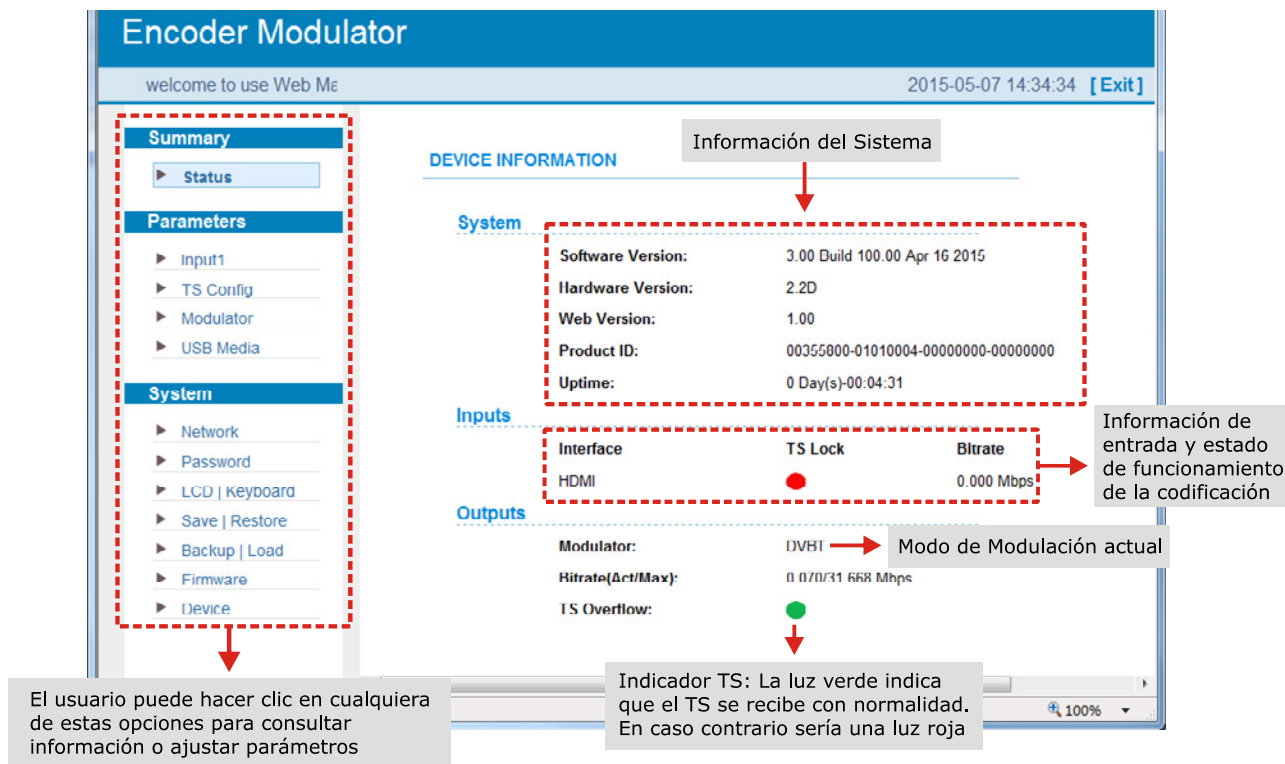 Encoder Modulator
welcome to use Web Ma
2015-05-07 14:34:34 [ Exit ]
Summary
Status
Parameters
Input1
TS Config
Modulator
USB Media
System
Network
Password
LCD | Keyboard
Save | Restore
Backup | Load
Firmware
Device
El usuario puede hacer clic en cualquiera
de estas opciones para consultar
información o ajustar parámetros
Información del Sistema
DEVICE INFORMATION
System
Software Version: 3.00 Build 100.00 Apr 16 2015
Hardware Version: 2.2D
Web Version: 1.00
Product ID: 00355800-01010004-00000000-00000000
Uptime: 0 Day(s)-00:04:31
Inputs
Interface TS Lock Bitrate
HDMI 0.000 Mbps
Información de
entrada y estado
de funcionamiento
de la codificación
Outputs
Modulator: DVBT
Modo de Modulación actual
Bitrate(Act/Max): 0.070/31.668 Mbps
TS Overflow:
Indicador TS: La luz verde indica
que el TS se recibe con normalidad.
En caso contrario sería una luz roja
100%